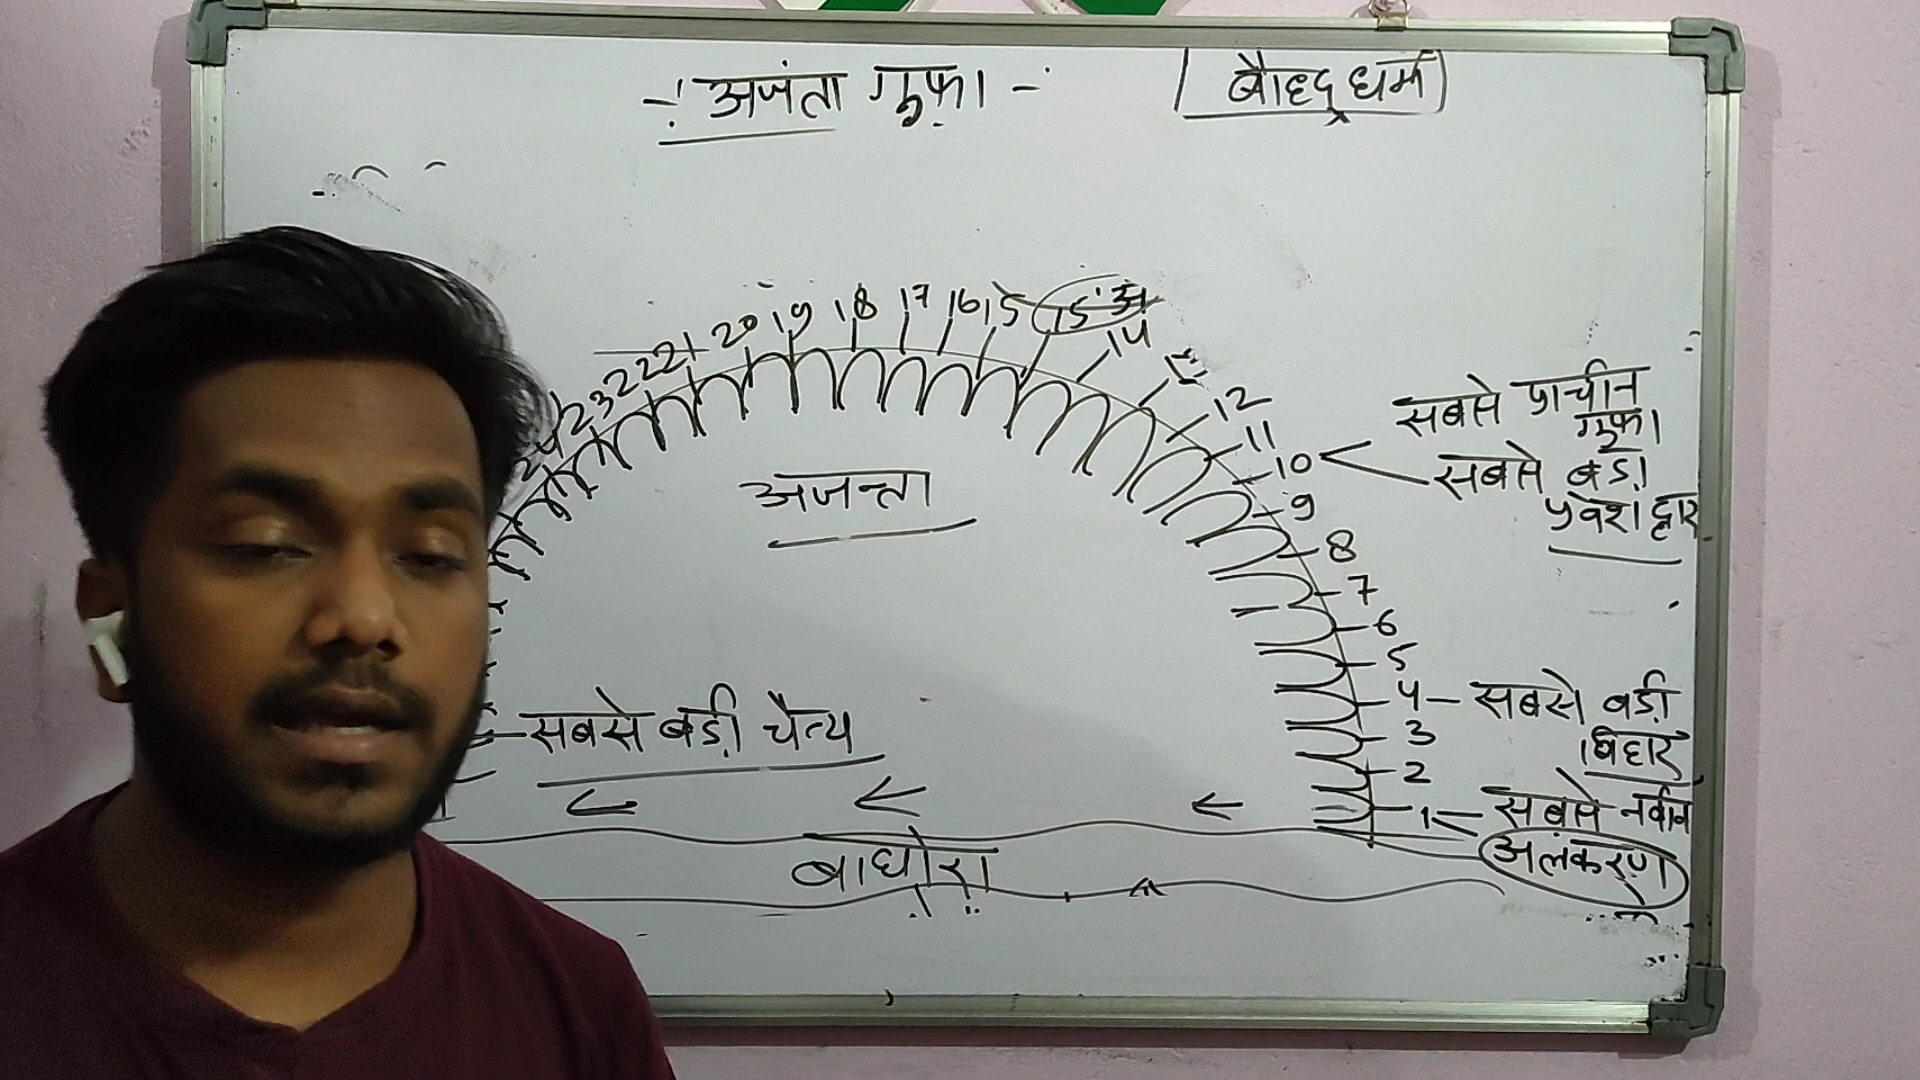 -: अजंता गुफा -:
बौद्ध धर्म
24 23 22 21 20 19 18 17 16 15 15अ 14 13 12 11 10 9 8 7 6 5 4 3 2 1
सबसे प्राचीन
गुफा
सबसे बड़ा
प्रवेश द्वार
अजन्ता
सबसे बड़ी
विहार
सबसे बड़ी चैत्य
सबसे नवीन
अलंकरण
बाघोरा